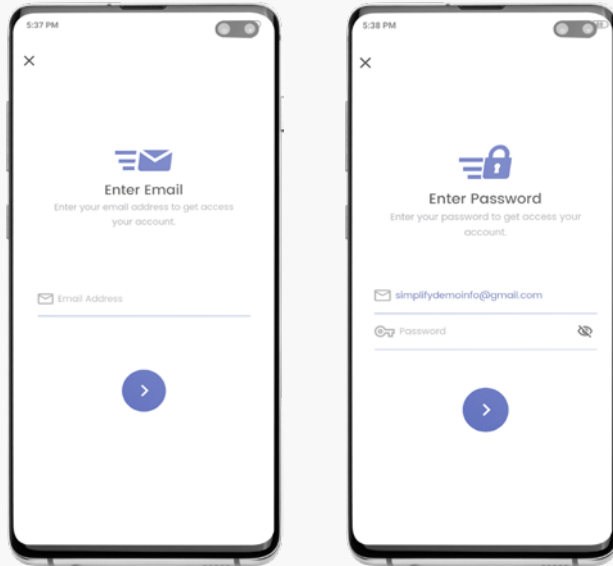 5:37 PM
Enter Email
Enter your email address to get access
your account.
Email Address
5:38 PM
Enter Password
Enter your password to get access your
account.
simplifydemoinfo@gmail.com
Password